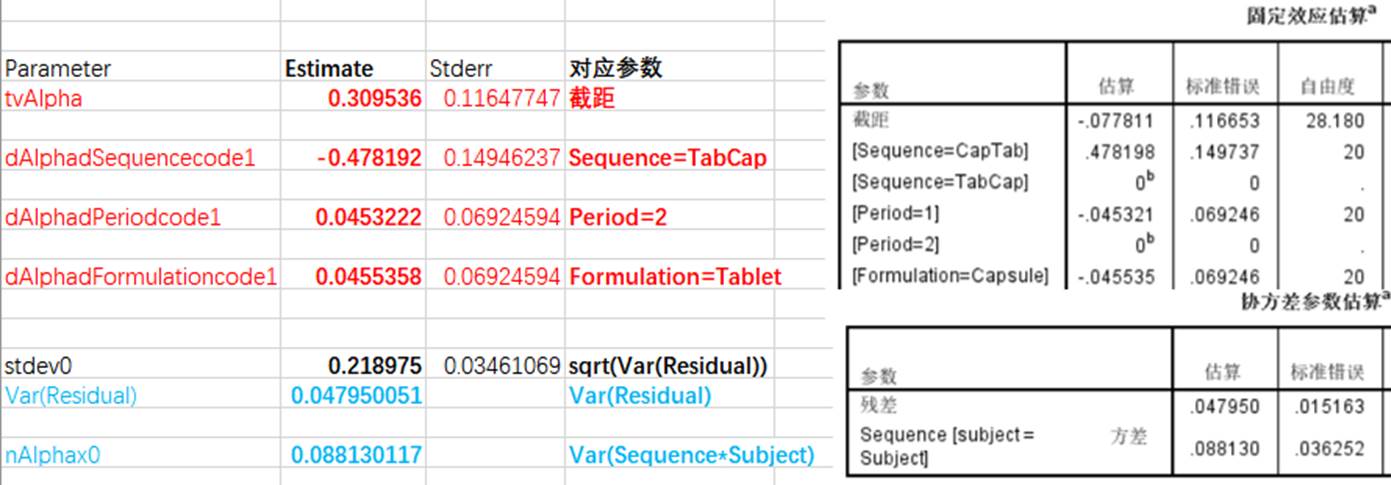 Parameter Estimate Stderr 对应参数
tvAlpha 0.309536 0.11647747 截距
dAlphadSequencecode1 -0.478192 0.14946237 Sequence=TabCap
dAlphadPeriodcode1 0.0453222 0.06924594 Period=2
dAlphadFormulationcode1 0.0455358 0.06924594 Formulation=Tablet
stdev0 0.218975 0.03461069 sqrt(Var(Residual))
Var(Residual) 0.047950051 Var(Residual)
nAlphax0 0.088130117 Var(Sequence*Subject)
固定效应估算a
参数 估算 标准错误 自由度
截距 -.077811 .116653 28.180
[Sequence=CapTab] .478198 .149737 20
[Sequence=TabCap] 0b 0 .
[Period=1] -.045321 .069246 20
[Period=2] 0b 0 .
[Formulation=Capsule] -.045535 .069246 20
协方差参数估算a
参数 估算 标准错误
残差 .047950 .015163
Sequence [subject = 方差 .088130 .036252
Subject]